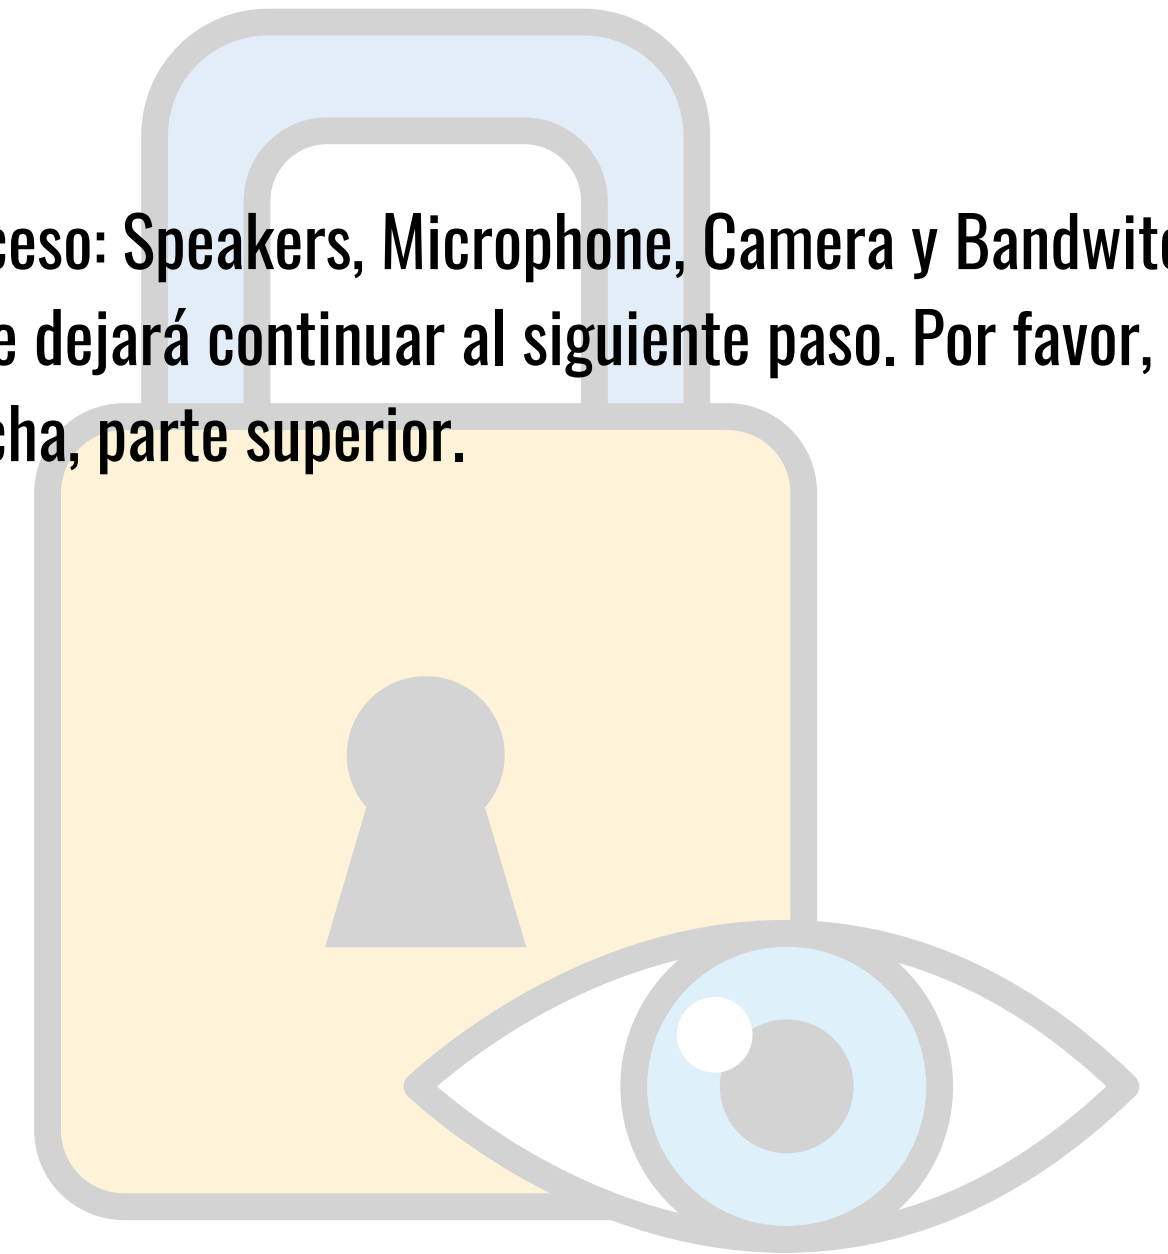 ceso: Speakers, Microphone, Camera y Bandwit
e dejará continuar al siguiente paso. Por favor,
cha, parte superior.